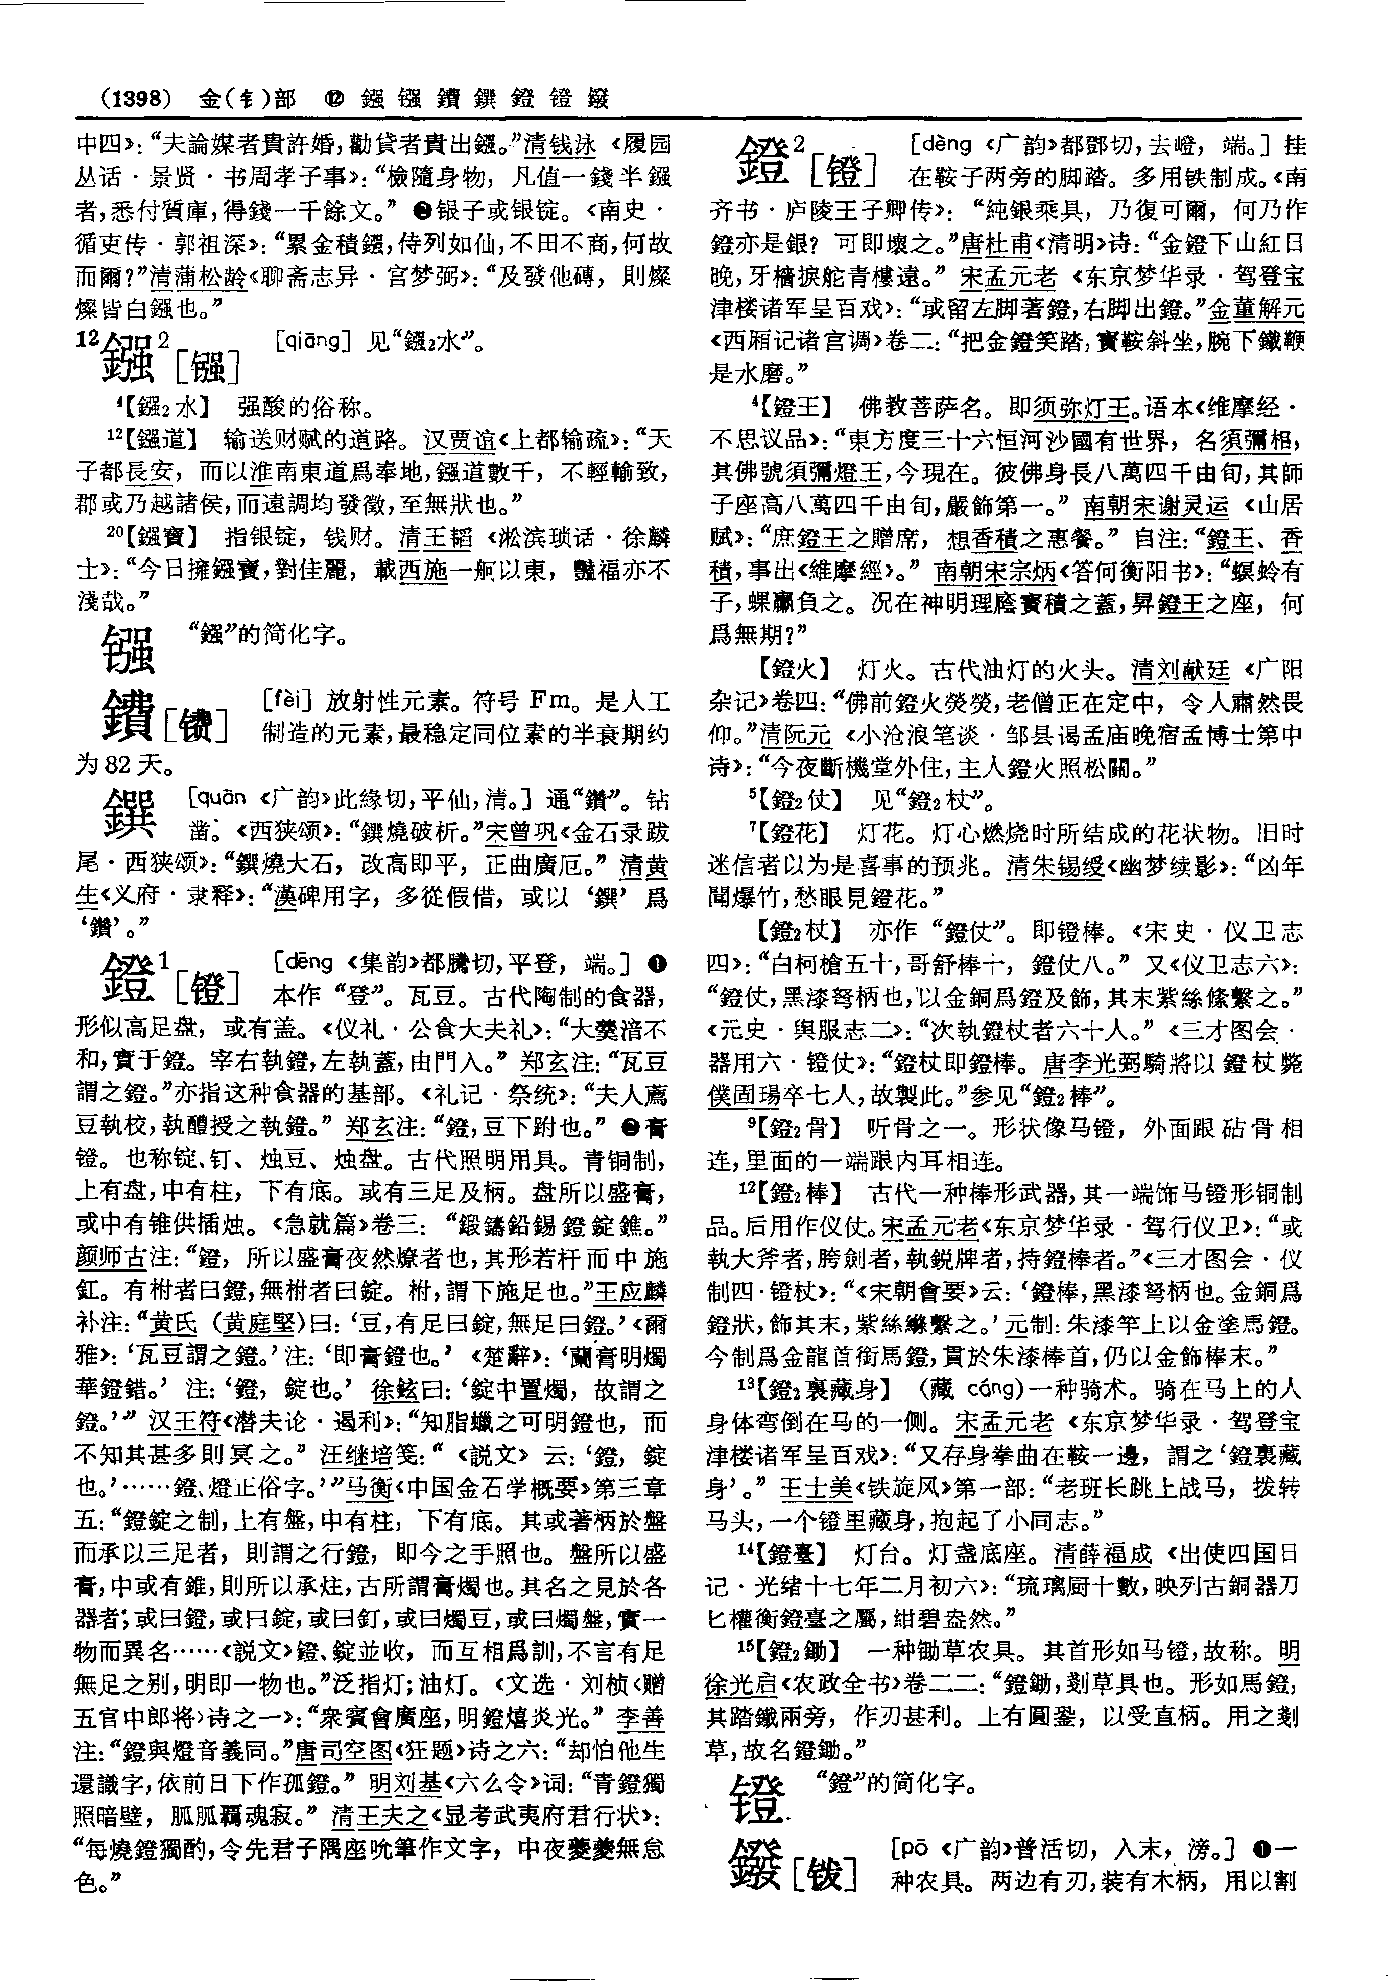 (1398) 金(钅)部 ⑫ 鏹 镪 鐨 鐉 鐙 镫 鏺
中四》：“夫論媒者貴許婚，勸貸者貴出鏹。”清钱泳《履园
丛话·景贤·书周孝子事》：“檢隨身物，凡值一錢半鏹
者，悉付質庫，得錢一千餘文。”❷银子或银锭。《南史·
循吏传·郭祖深》：“累金積鏹，侍列如仙，不田不商，何故
而爾？”清蒲松龄《聊斋志异·宫梦弼》：“及發他磚，則燦
燦皆白鏹也。”
12鏹2［镪］ ［qiāng］见“鏹₂水”。
4【鏹₂水】 强酸的俗称。
12【鏹道】 输送财赋的道路。汉贾谊《上都输疏》：“天
子都長安，而以淮南東道爲奉地，鏹道數千，不輕輸致，
郡或乃越諸侯，而遠調均發徵，至無狀也。”
20【鏹寶】 指银锭，钱财。清王韬《淞滨琐话·徐麟
士》：“今日擁鏹寶，對佳麗，載西施一舸以東，豔福亦不
淺哉。”
镪 “鏹”的简化字。
鐨［镄］ ［fèi］放射性元素。符号Fm。是人工
制造的元素，最稳定同位素的半衰期约
为82天。
鐉 ［quān《广韵》此緣切，平仙，清。］通“鑽”。钻
凿。《西狭颂》：“鐉燒破析。”宋曾巩《金石录跋
尾·西狭颂》：“鐉燒大石，改高即平，正曲廣厄。”清黄
生《义府·隶释》：“漢碑用字，多從假借，或以‘鐉’爲
‘鑽’。”
鐙1［镫］ ［dēng《集韵》都騰切，平登，端。］❶
本作“登”。瓦豆。古代陶制的食器，
形似高足盘，或有盖。《仪礼·公食大夫礼》：“大羹湆不
和，實于鐙。宰右執鐙，左執蓋，由門入。”郑玄注：“瓦豆
謂之鐙。”亦指这种食器的基部。《礼记·祭统》：“夫人薦
豆執校，執醴授之執鐙。”郑玄注：“鐙，豆下跗也。”❷膏
镫。也称锭、钉、烛豆、烛盘。古代照明用具。青铜制，
上有盘，中有柱，下有底。或有三足及柄。盘所以盛膏，
或中有锥供插烛。《急就篇》卷三：“鍛鑄鉛錫鐙錠鐎。”
颜师古注：“鐙，所以盛膏夜然燎者也，其形若杆而中施
釭。有柎者曰鐙，無柎者曰錠。柎，謂下施足也。”王应麟
补注：“黄氏（黄庭堅）曰：‘豆，有足曰錠，無足曰鐙。’《爾
雅》：‘瓦豆謂之鐙。’注：‘即膏鐙也。’《楚辭》：‘蘭膏明燭
華鐙錯。’注：‘鐙，錠也。’徐鉉曰：‘錠中置燭，故謂之
鐙。’”汉王符《潜夫论·遏利》：“知脂蠟之可明鐙也，而
不知其甚多則冥之。”汪继培笺：“《説文》云：‘鐙，錠
也。’……鐙、燈正俗字。’”马衡《中国金石学概要》第三章
五：“鐙錠之制，上有盤，中有柱，下有底。其或著柄於盤
而承以三足者，則謂之行鐙，即今之手照也。盤所以盛
膏，中或有錐，則所以承炷，古所謂膏燭也。其名之見於各
器者；或曰鐙，或曰錠，或曰釘，或曰燭豆，或曰燭盤，實一
物而異名……《説文》鐙、錠並收，而互相爲訓，不言有足
無足之别，明即一物也。”泛指灯；油灯。《文选·刘桢〈赠
五官中郎将〉诗之一》：“衆賓會廣座，明鐙熺炎光。”李善
注：“鐙與燈音義同。”唐司空图《狂题》诗之六：“却怕他生
還識字，依前日下作孤鐙。”明刘基《六么令》词：“青鐙獨
照暗壁，胍胍羈魂寂。”清王夫之《显考武夷府君行状》：
“每燒鐙獨酌，令先君子隅座吮筆作文字，中夜夔夔無怠
色。”
鐙2［镫］ ［dèng《广韵》都鄧切，去嶝，端。］挂
在鞍子两旁的脚踏。多用铁制成。《南
齐书·庐陵王子卿传》：“純銀乘具，乃復可爾，何乃作
鐙亦是銀？可即壞之。”唐杜甫《清明》诗：“金鐙下山紅日
晚，牙檣捩舵青樓遠。”宋孟元老《东京梦华录·驾登宝
津楼诸军呈百戏》：“或留左脚著鐙，右脚出鐙。”金董解元
《西厢记诸宫调》卷二：“把金鐙笑踏，寶鞍斜坐，腕下鐵鞭
是水磨。”
4【鐙王】 佛教菩萨名。即须弥灯王。语本《维摩经·
不思议品》：“東方度三十六恒河沙國有世界，名須彌相，
其佛號須彌燈王，今現在。彼佛身長八萬四千由旬，其師
子座高八萬四千由旬，嚴飾第一。”南朝宋谢灵运《山居
赋》：“庶鐙王之贈席，想香積之惠餐。”自注：“鐙王、香
積，事出《維摩經》。”南朝宋宗炳《答何衡阳书》：“螟蛉有
子，蜾蠃負之。况在神明理廕寶積之蓋，昇鐙王之座，何
爲無期？”
【鐙火】 灯火。古代油灯的火头。清刘献廷《广阳
杂记》卷四：“佛前鐙火熒熒，老僧正在定中，令人肅然畏
仰。”清阮元《小沧浪笔谈·邹县谒孟庙晚宿孟博士第中
诗》：“今夜斷機堂外住，主人鐙火照松關。”
5【鐙₂仗】 见“鐙₂杖”。
7【鐙花】 灯花。灯心燃烧时所结成的花状物。旧时
迷信者以为是喜事的预兆。清朱锡绶《幽梦续影》：“凶年
聞爆竹，愁眼見鐙花。”
【鐙₂杖】 亦作“鐙仗”。即镫棒。《宋史·仪卫志
四》：“白柯槍五十，哥舒棒十，鐙仗八。”又《仪卫志六》：
“鐙仗，黑漆弩柄也，以金銅爲鐙及飾，其末紫絲絛繫之。”
《元史·舆服志二》：“次執鐙杖者六十人。”《三才图会·
器用六·镫仗》：“鐙杖即鐙棒。唐李光弼騎將以鐙杖斃
僕固瑒卒七人，故製此。”参见“鐙₂棒”。
9【鐙₂骨】 听骨之一。形状像马镫，外面跟砧骨相
连，里面的一端跟内耳相连。
12【鐙₂棒】 古代一种棒形武器，其一端饰马镫形铜制
品。后用作仪仗。宋孟元老《东京梦华录·驾行仪卫》：“或
執大斧者，胯劍者，執鋭牌者，持鐙棒者。”《三才图会·仪
制四·镫杖》：“《宋朝會要》云：‘鐙棒，黑漆弩柄也。金銅爲
鐙狀，飾其末，紫絲絛繫之。’元制：朱漆竿上以金塗馬鐙。
今制爲金龍首銜馬鐙，貫於朱漆棒首，仍以金飾棒末。”
13【鐙₂裏藏身】 （藏 cáng）一种骑术。骑在马上的人
身体弯倒在马的一侧。宋孟元老《东京梦华录·驾登宝
津楼诸军呈百戏》：“又存身拳曲在鞍一邊，謂之‘鐙裏藏
身’。”王士美《铁旋风》第一部：“老班长跳上战马，拨转
马头，一个镫里藏身，抱起了小同志。”
14【鐙臺】 灯台。灯盏底座。清薛福成《出使四国日
记·光绪十七年二月初六》：“琉璃厨十數，映列古銅器刀
匕權衡鐙臺之屬，紺碧盎然。”
15【鐙₂鋤】 一种锄草农具。其首形如马镫，故称。明
徐光启《农政全书》卷二二：“鐙鋤，剗草具也。形如馬鐙，
其踏鐵兩旁，作刃甚利。上有圓銎，以受直柄。用之剗
草，故名鐙鋤。”
镫 “鐙”的简化字。
鏺［䥽］ ［pō《广韵》普活切，入末，滂。］❶一
种农具。两边有刃，装有木柄，用以割